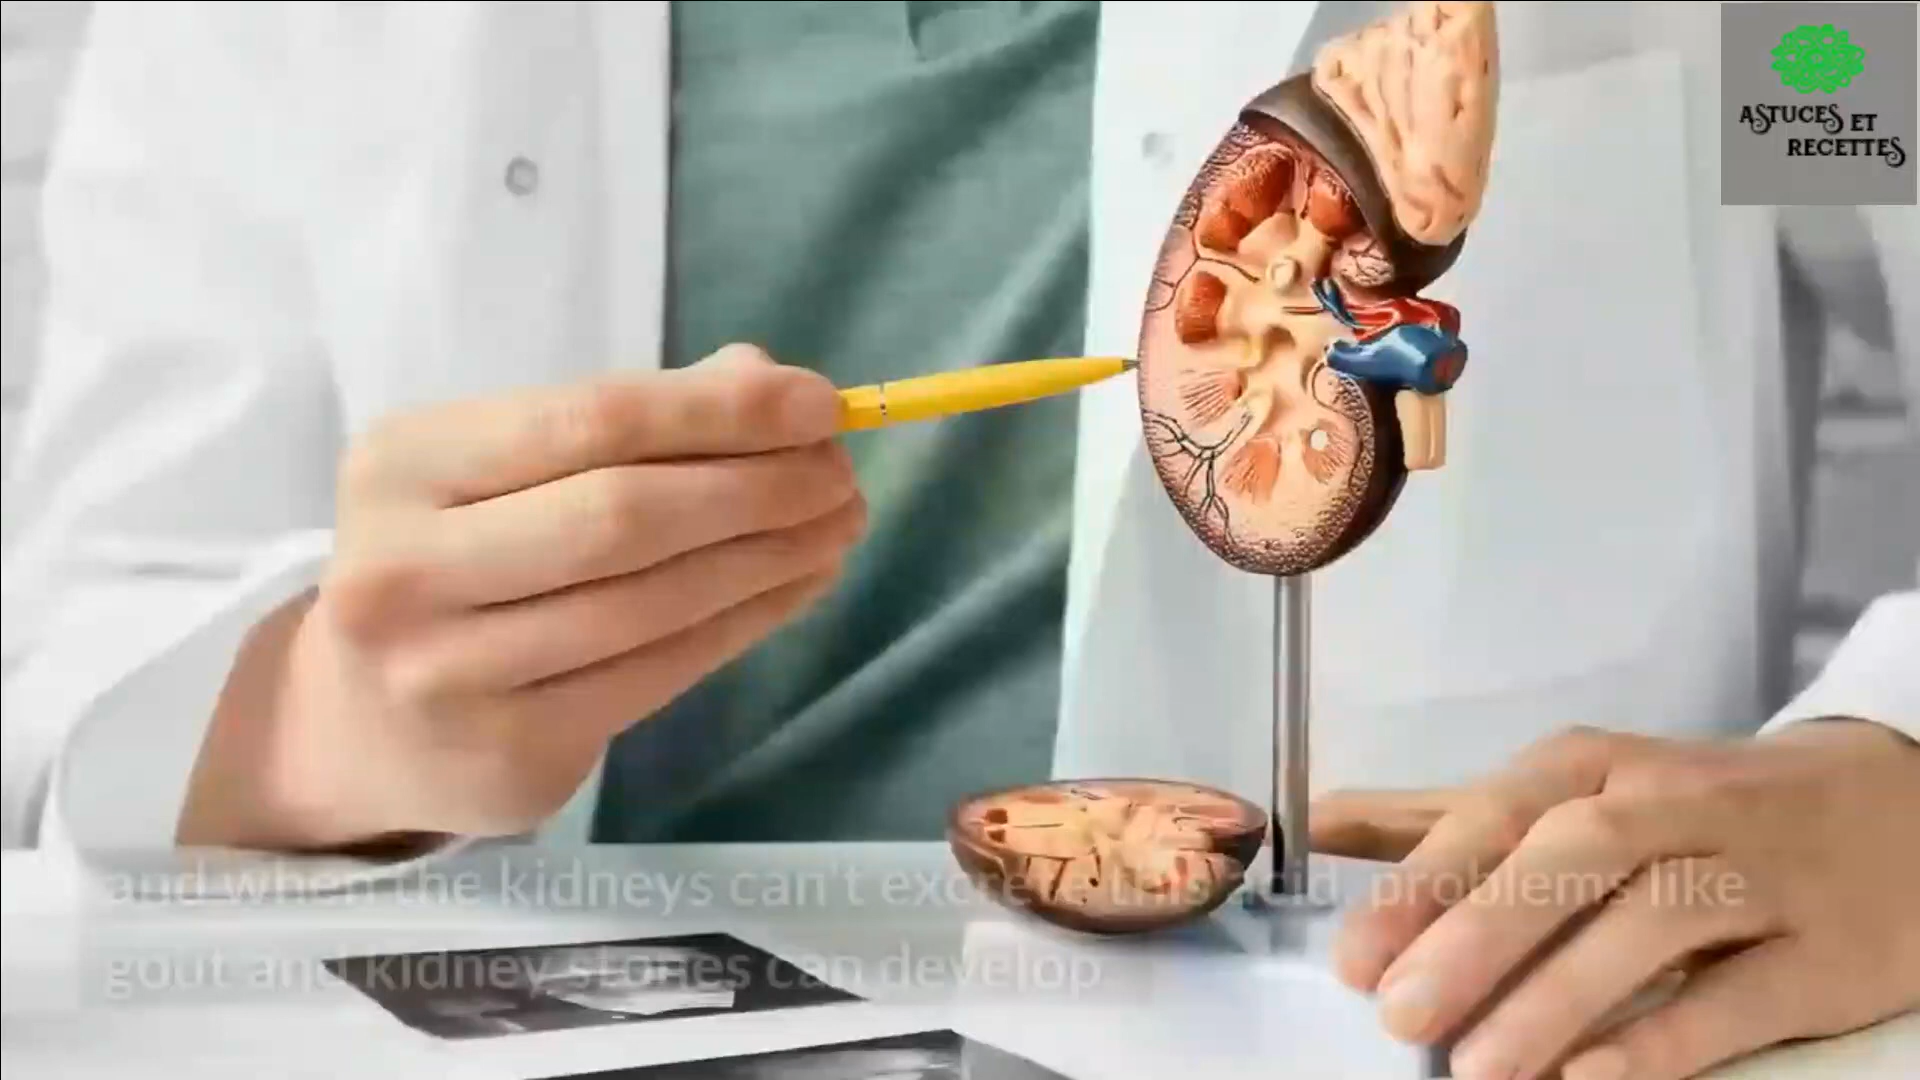 ASTUCES ET
RECETTES
and when the kidneys can't excrete this acid, problems like
gout and kidney stones can develop.